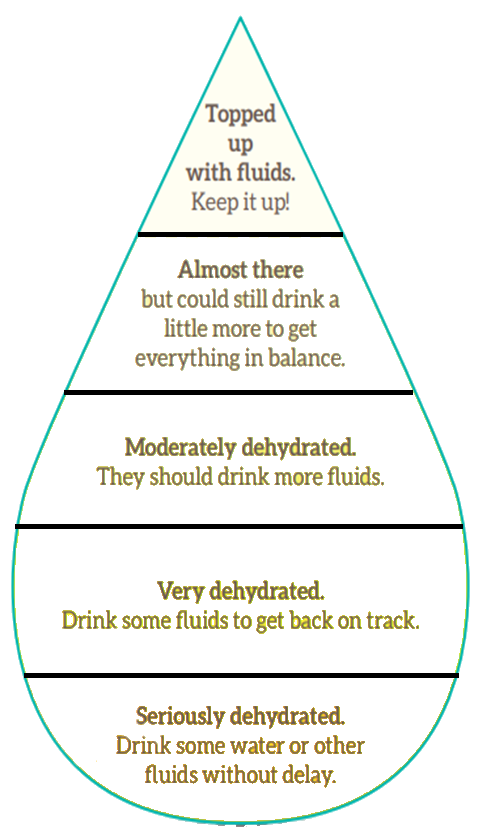 Topped
up
with fluids.
Keep it up!
Almost there
but could still drink a
little more to get
everything in balance.
Moderately dehydrated.
They should drink more fluids.
Very dehydrated.
Drink some fluids to get back on track.
Seriously dehydrated.
Drink some water or other
fluids without delay.